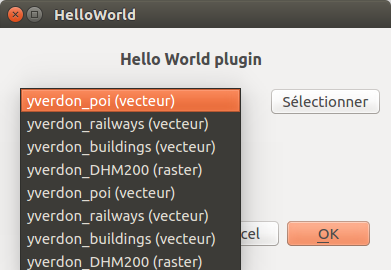 HelloWorld
Hello World plugin
yverdon_poi (vecteur)
Sélectionner
yverdon_railways (vecteur)
yverdon_buildings (vecteur)
yverdon_DHM200 (raster)
yverdon_poi (vecteur)
yverdon_railways (vecteur)
yverdon_buildings (vecteur)
cel
OK
yverdon_DHM200 (raster)